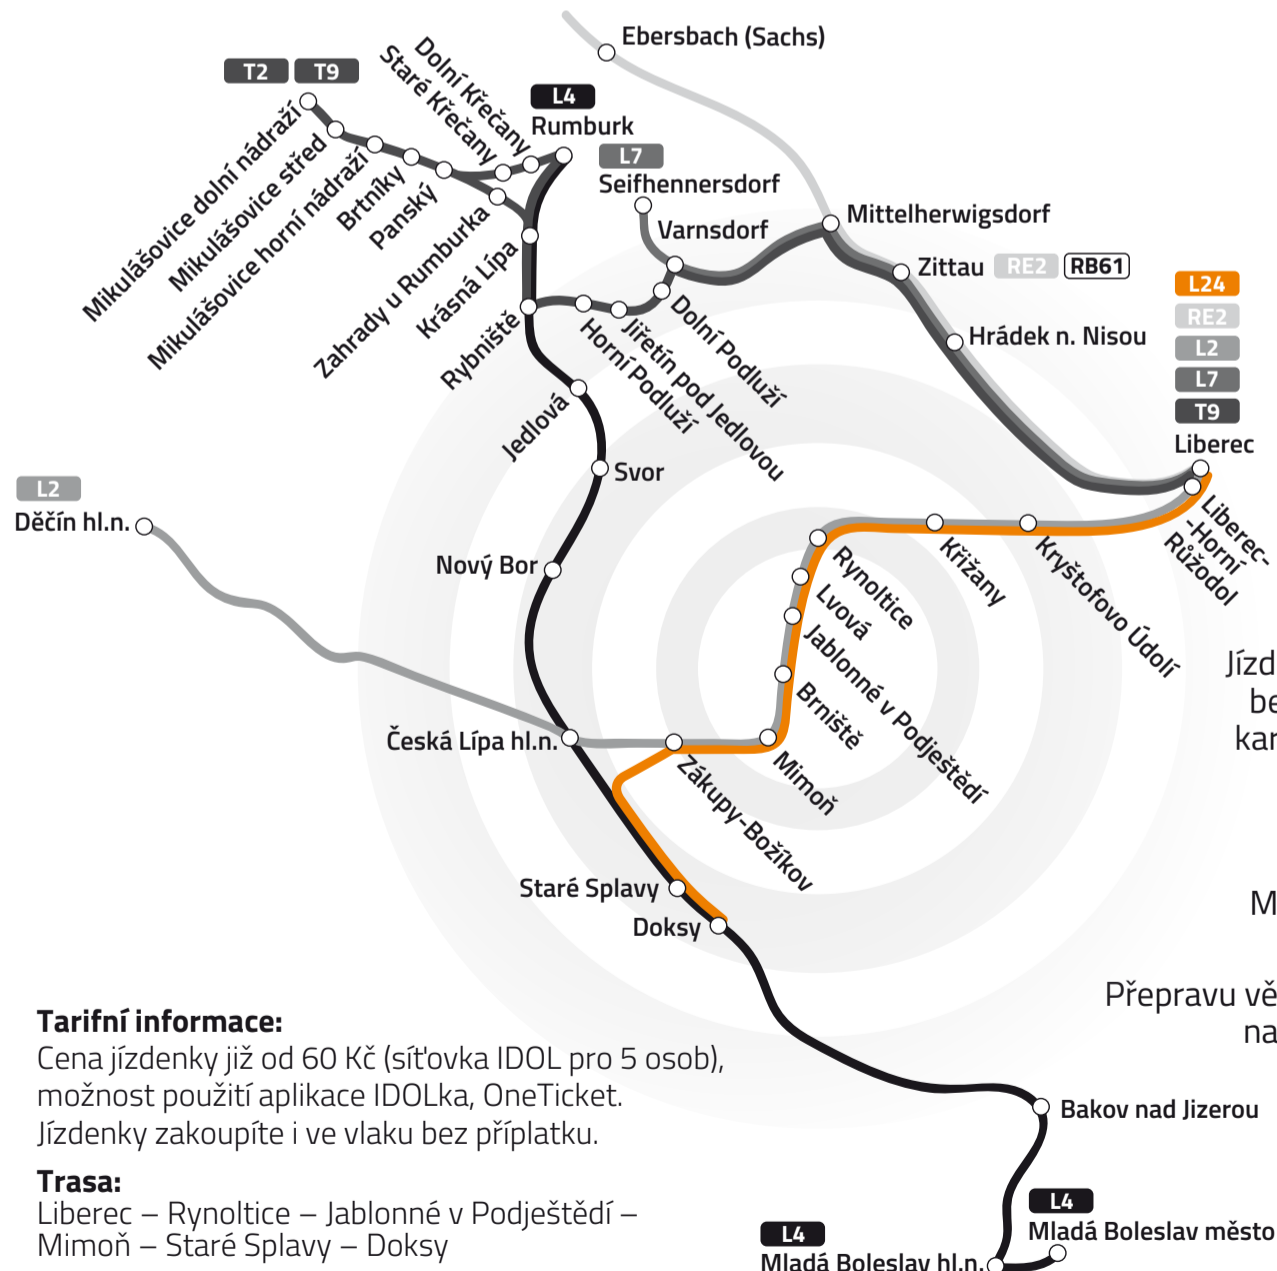 Ebersbach (Sachs)
T2 T9
Dolní Křečany
Staré Křečany
L4
Rumburk
L7
Seifhennersdorf
Varnsdorf
Mikulášovice dolní nádraží
Mikulášovice střed
Mikulášovice horní nádraží
Brtníky
Panský
Zahrady u Rumburka
Krásná Lípa
Rybniště
Mittelherwigsdorf
Zittau RE2 RB61
Hrádek n. Nisou
L24
RE2
L2
L7
T9
Liberec
Liberec-
-Horní
Růžodol
Dolní Podluží
Jiřetín pod Jedlovou
Horní Podluží
Jedlová
Svor
L2
Děčín hl.n.
Nový Bor
Rynoltice
Křižany
Kryštofovo Údolí
Lvová
Jablonné v Podještědí
Brniště
Mimoň
Zákupy-Božíkov
Česká Lípa hl.n.
Staré Splavy
Doksy
Jízd
be
kar
M
Přepravu vě
na
Tarifní informace:
Cena jízdenky již od 60 Kč (síťovka IDOL pro 5 osob),
možnost použití aplikace IDOLka, OneTicket.
Jízdenky zakoupíte i ve vlaku bez příplatku.
Trasa:
Liberec – Rynoltice – Jablonné v Podještědí –
Mimoň – Staré Splavy – Doksy
Bakov nad Jizerou
L4
Mladá Boleslav město
L4
Mladá Boleslav hl.n.